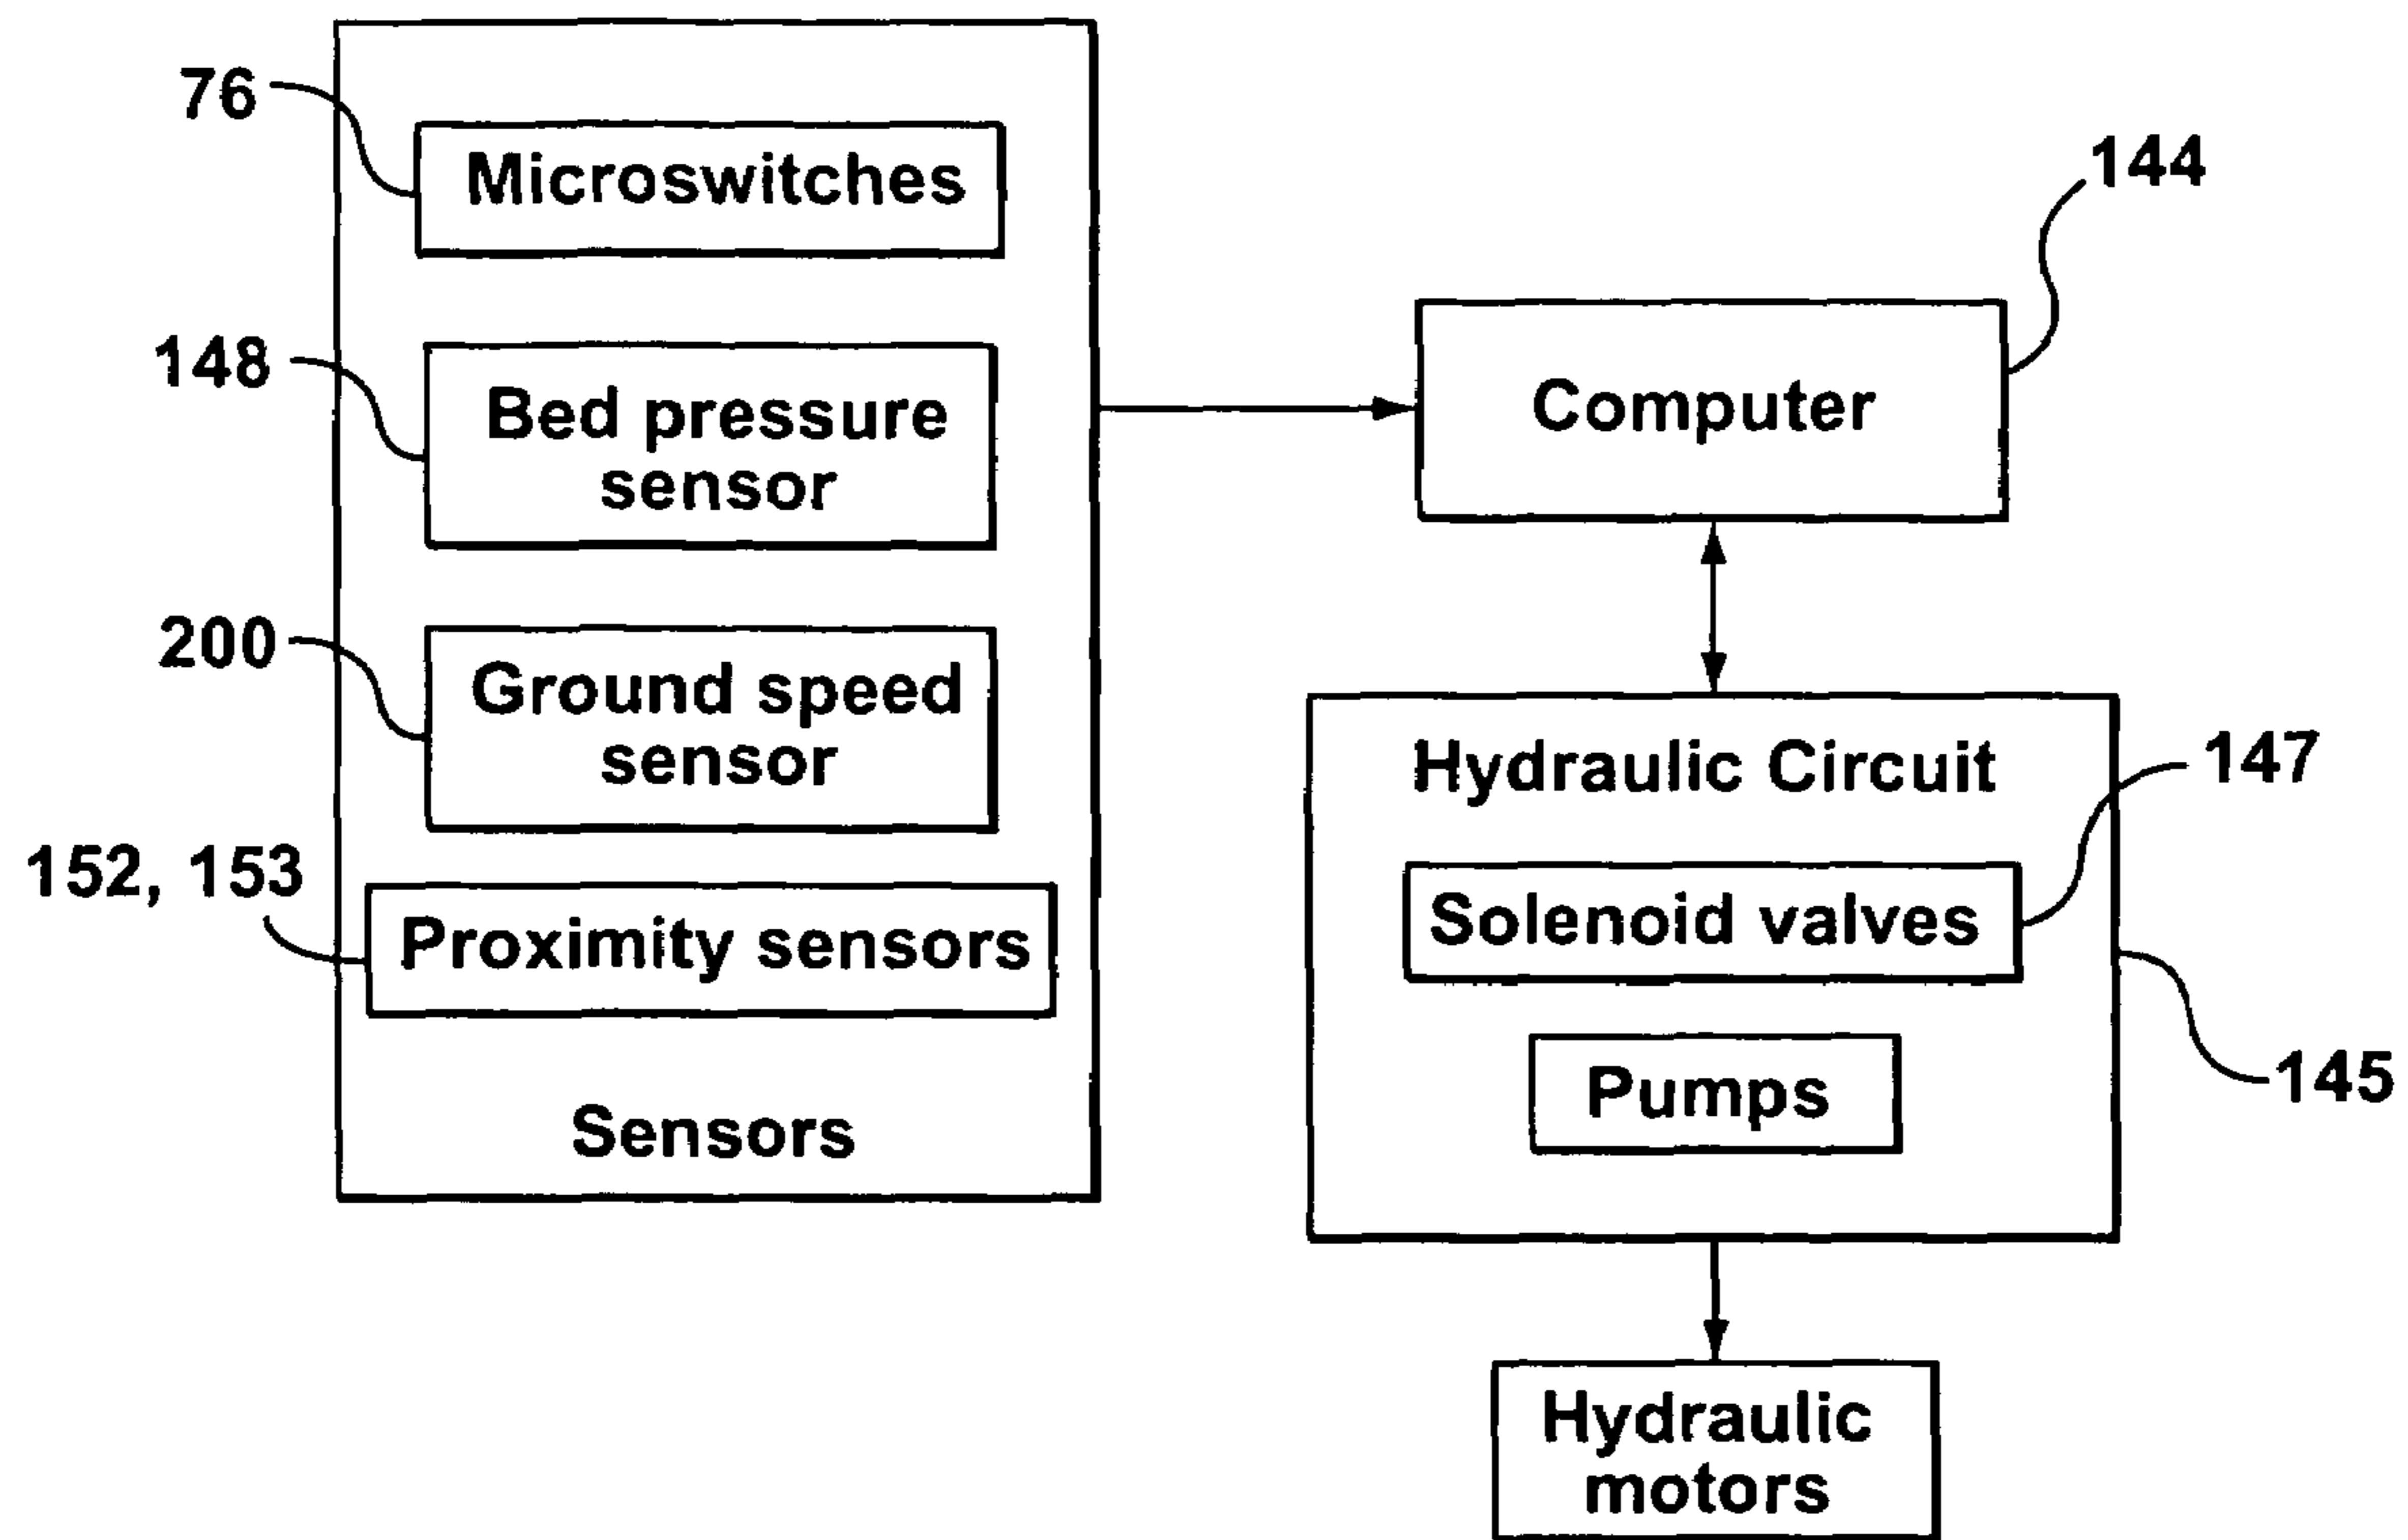 76
Microswitches
148
Bed pressure
sensor
200
Ground speed
sensor
152, 153
Proximity sensors
Sensors
144
Computer
Hydraulic Circuit
147
Solenoid valves
Pumps
145
Hydraulic
motors